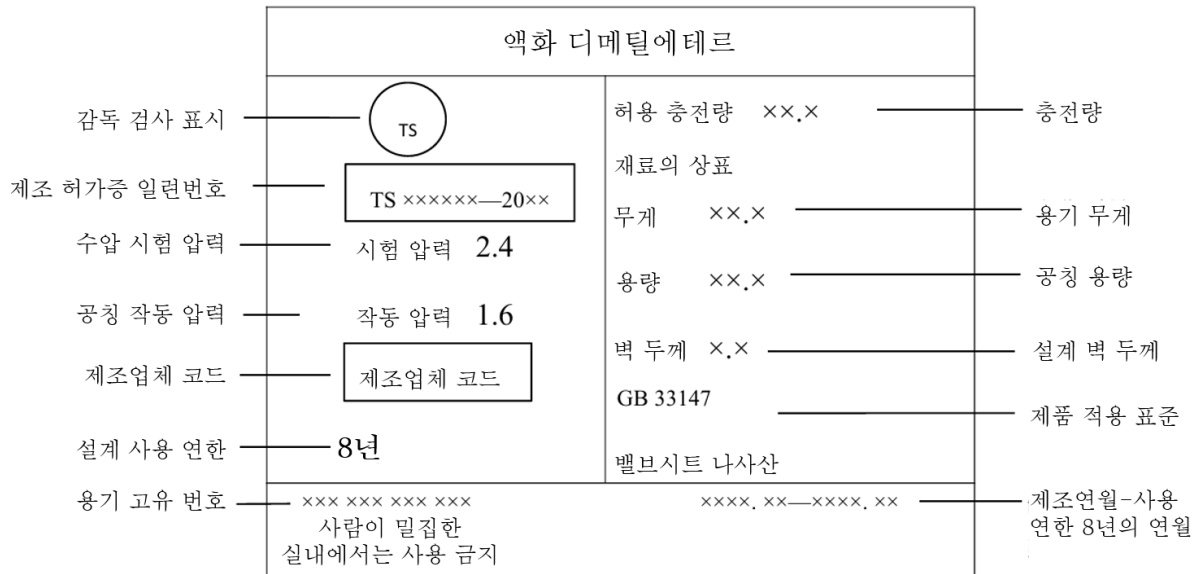 액화 디메틸에테르
감독 검사 표시
TS
허용 충전량 ××.×
충전량
재료의 상표
제조 허가증 일련번호
TS ××××××—20××
무게 ××.×
용기 무게
수압 시험 압력
시험 압력 2.4
용량 ××.×
공칭 용량
공칭 작동 압력
작동 압력 1.6
벽 두께 ×.×
설계 벽 두께
제조업체 코드
제조업체 코드
GB 33147
제품 적용 표준
설계 사용 연한
8년
밸브시트 나사산
용기 고유 번호
××× ××× ××× ×××
××××. ××—××××. ××
제조연월-사용
연한 8년의 연월
사람이 밀집한
실내에서는 사용 금지